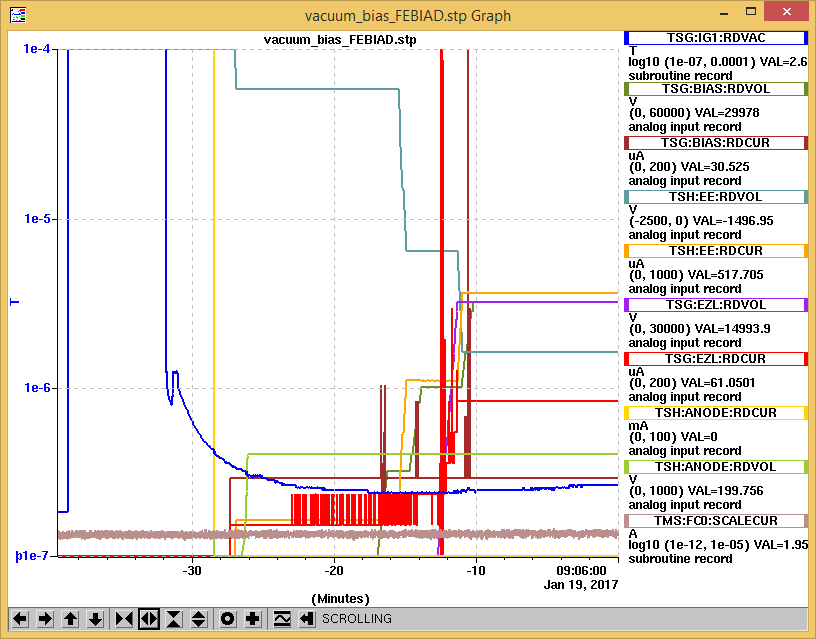 vacuum_bias_FEBIAD.stp Graph
vacuum_bias_FEBIAD.stp
1e-4
1e-5
T
1e-6
1e-7
-30
-20
-10
09:06:00
Jan 19, 2017
(Minutes)
TSG:IG1:RDVAC
T
log10 (1e-07, 0.0001) VAL=2.6
subroutine record
TSG:BIAS:RDVOL
V
(0, 60000) VAL=29978
analog input record
TSG:BIAS:RDCUR
uA
(0, 200) VAL=30.525
analog input record
TSH:EE:RDVOL
V
(-2500, 0) VAL=-1496.95
analog input record
TSH:EE:RDCUR
uA
(0, 1000) VAL=517.705
analog input record
TSG:EZL:RDVOL
V
(0, 30000) VAL=14993.9
analog input record
TSG:EZL:RDCUR
uA
(0, 200) VAL=61.0501
analog input record
TSH:ANODE:RDCUR
mA
(0, 100) VAL=0
analog input record
TSH:ANODE:RDVOL
V
(0, 1000) VAL=199.756
analog input record
TMS:FC0:SCALECUR
A
log10 (1e-12, 1e-05) VAL=1.95
subroutine record
SCROLLING